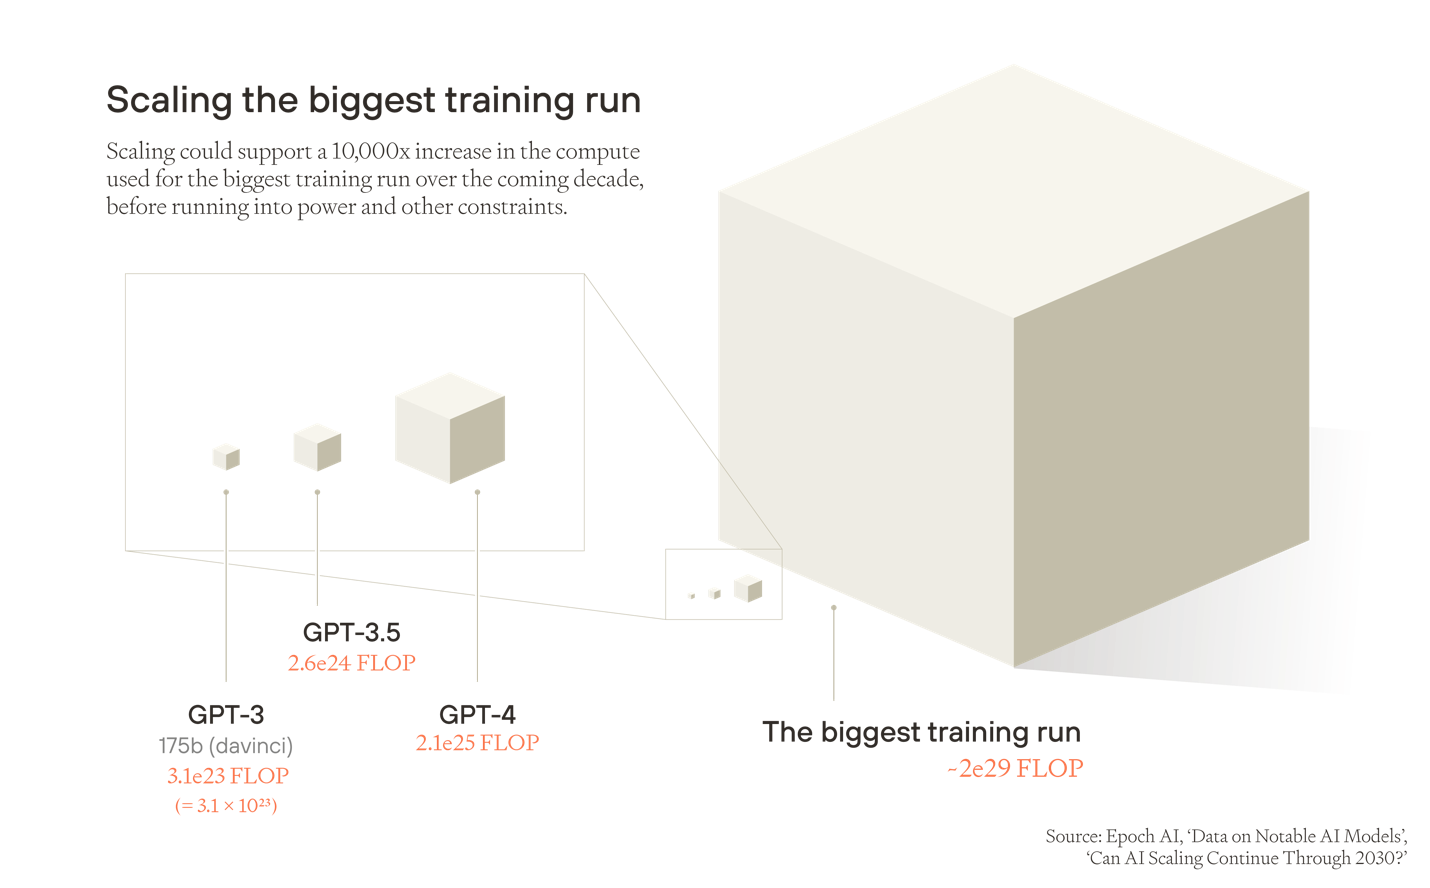 Scaling the biggest training run
Scaling could support a 10,000x increase in the compute
used for the biggest training run over the coming decade,
before running into power and other constraints.
GPT-3.5
2.6e24 FLOP
GPT-3
175b (davinci)
3.1e23 FLOP
(= 3.1 × 10²³)
GPT-4
2.1e25 FLOP
The biggest training run
~2e29 FLOP
Source: Epoch AI, ‘Data on Notable AI Models’,
‘Can AI Scaling Continue Through 2030?’